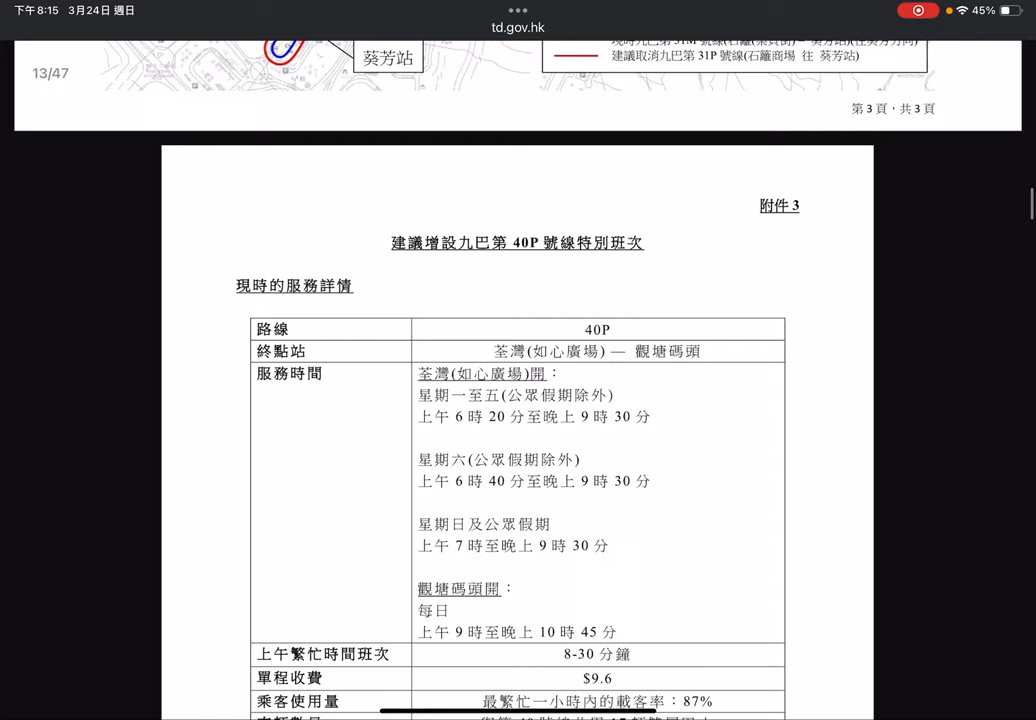 下午8:15 3月24日 週日
45%
td.gov.hk
13/47
葵芳站
建議取消九巴第 31P 號線(石籬商場 往 葵芳站)
第 3 頁，共 3 頁
附件 3
建議增設九巴第 40P 號線特別班次
現時的服務詳情
路線 40P
終點站 荃灣(如心廣場) — 觀塘碼頭
服務時間 荃灣(如心廣場)開：
星期一至五(公眾假期除外)
上午 6 時 20 分至晚上 9 時 30 分
星期六(公眾假期除外)
上午 6 時 40 分至晚上 9 時 30 分
星期日及公眾假期
上午 7 時至晚上 9 時 30 分
觀塘碼頭開：
每日
上午 9 時至晚上 10 時 45 分
上午繁忙時間班次 8-30 分鐘
單程收費 $9.6
乘客使用量 最繁忙一小時內的載客率：87%